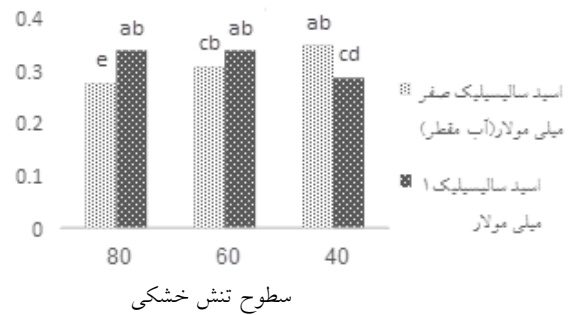 0.4
0.3
0.2
0.1
0
e
ab
cb
ab
ab
cd
80
60
40
سطوح تنش خشکی
اسید سالیسیلیک صفر
میلی مولار(آب مقطر)
اسید سالیسیلیک ۱
میلی مولار